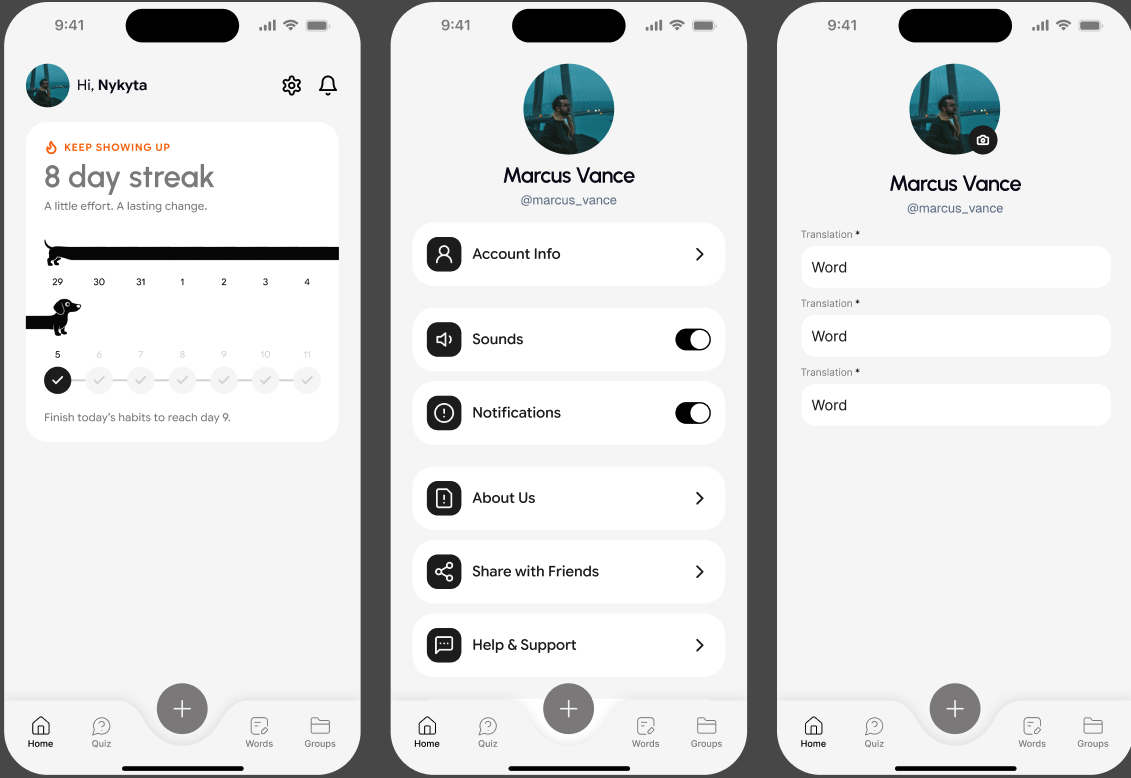 9:41
Hi, Nykyta
KEEP SHOWING UP
8 day streak
A little effort. A lasting change.
29 30 31 1 2 3 4
5 6 7 8 9 10 11
Finish today's habits to reach day 9.
Home Quiz Words Groups
9:41
Marcus Vance
@marcus_vance
Account Info
Sounds
Notifications
About Us
Share with Friends
Help & Support
Home Quiz Words Groups
9:41
Marcus Vance
@marcus_vance
Translation *
Word
Translation *
Word
Translation *
Word
Home Quiz Words Groups